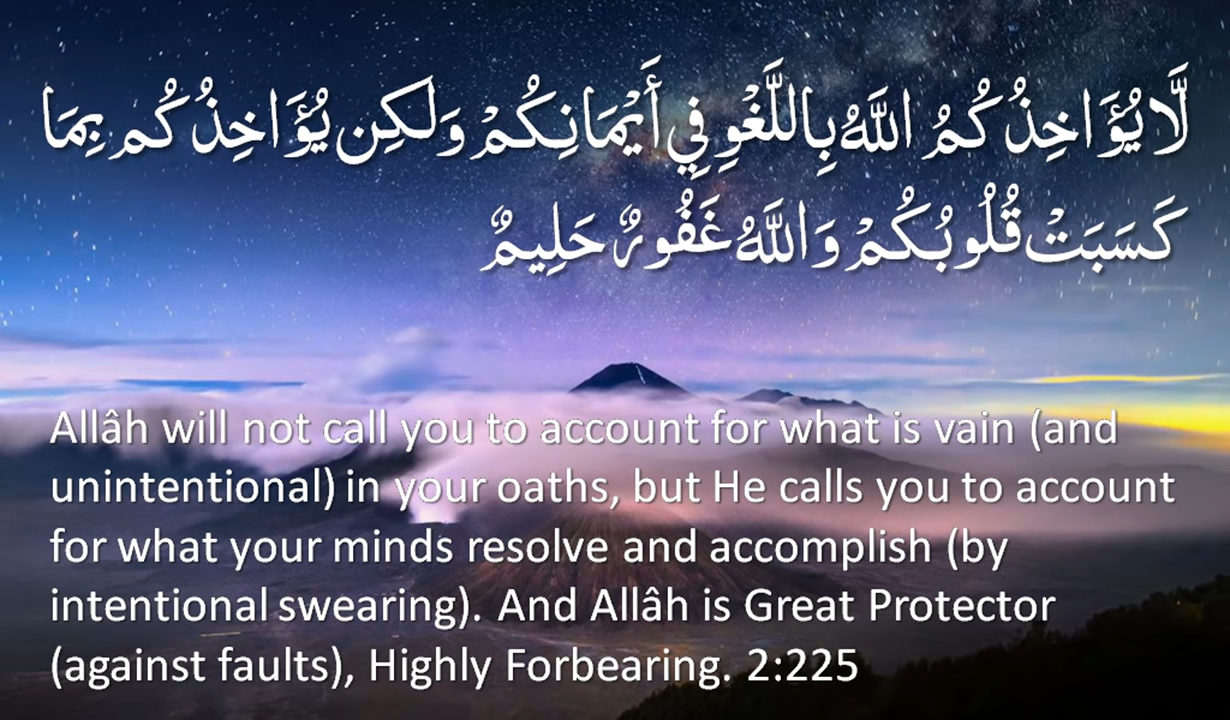 لَّا يُؤَاخِذُكُمُ اللَّهُ بِاللَّغْوِ فِي أَيْمَانِكُمْ وَلَكِن يُؤَاخِذُكُم بِمَا
كَسَبَتْ قُلُوبُكُمْ وَاللَّهُ غَفُورٌ حَلِيمٌ
Allâh will not call you to account for what is vain (and
unintentional) in your oaths, but He calls you to account
for what your minds resolve and accomplish (by
intentional swearing). And Allâh is Great Protector
(against faults), Highly Forbearing. 2:225